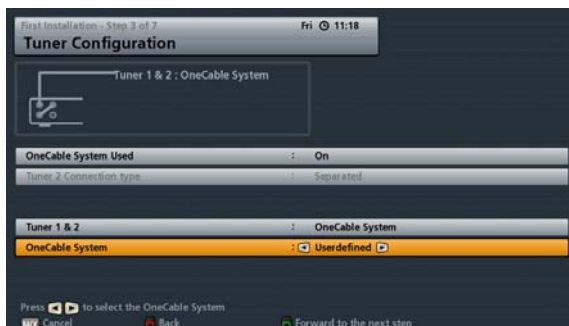 First Installation - Step 3 of 7
Fri 11:18
Tuner Configuration
Tuner 1 & 2 : OneCable System
OneCable System Used : On
Tuner 2 Connection type : Separated
Tuner 1 & 2 : OneCable System
OneCable System : Userdefined
Press to select the OneCable System
Cancel Back Forward to the next step